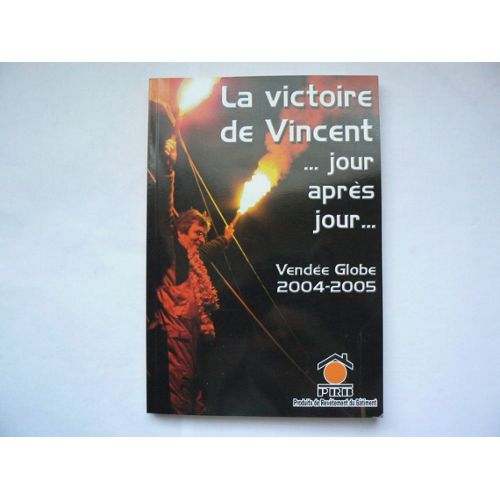 La victoire
de Vincent
... jour
après
jour...
Vendée Globe
2004-2005
PRB
Produits de Revêtement du Bâtiment